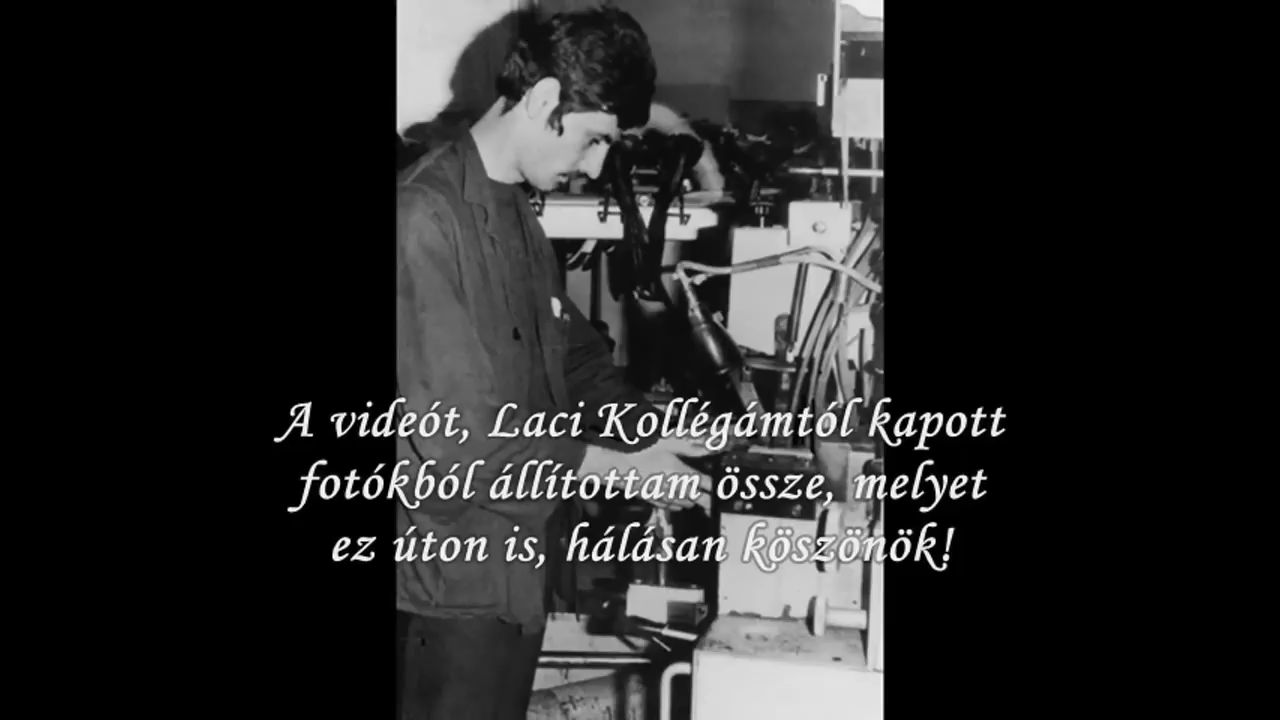 A videót, Laci Kollégámtól kapott
fotókból állítottam össze, melyet
ez úton is, hálásan köszönök!